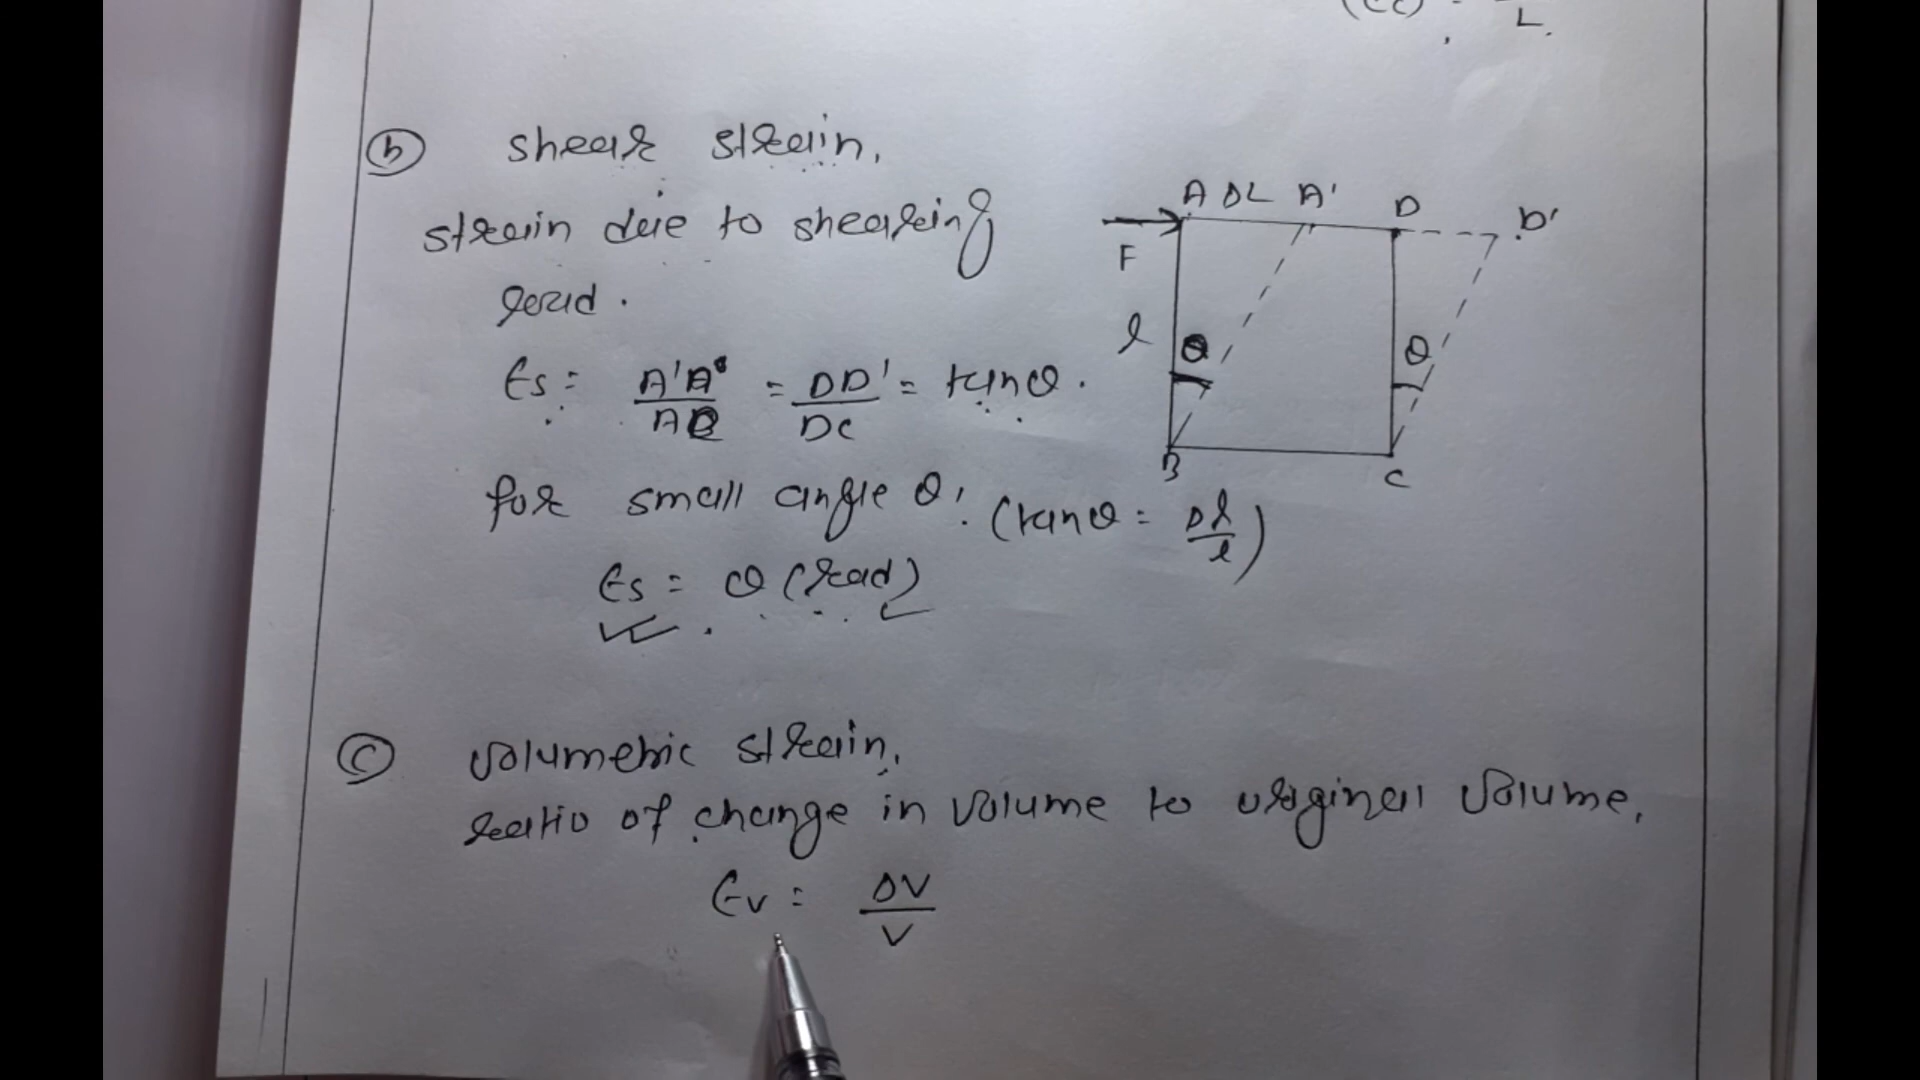 (Ec) = L.
(b) shear strain.
strain due to shearing
load.
Es = A'A / AB = DD' / DC = tanθ.
for small angle θ, (tanθ = Δl / l)
Es = θ (rad)
A ΔL A' D D'
F
l θ θ
B C
(c) volumetric strain.
ratio of change in volume to original volume.
Ev = ΔV / V